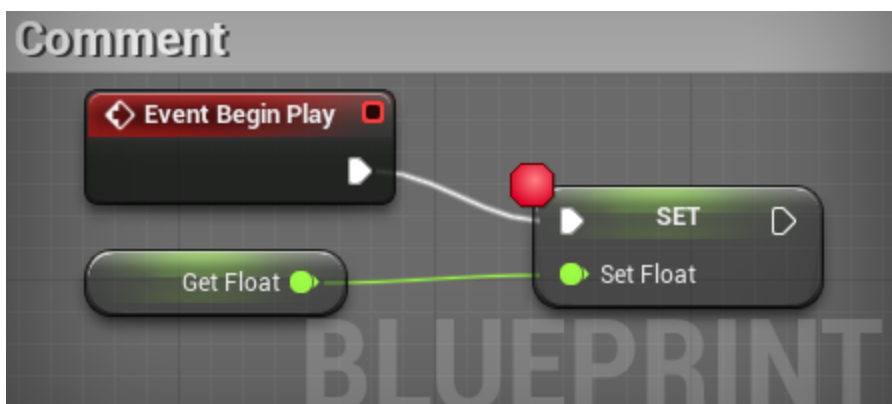 Comment
Event Begin Play
SET
Get Float
Set Float
BLUEPRINT